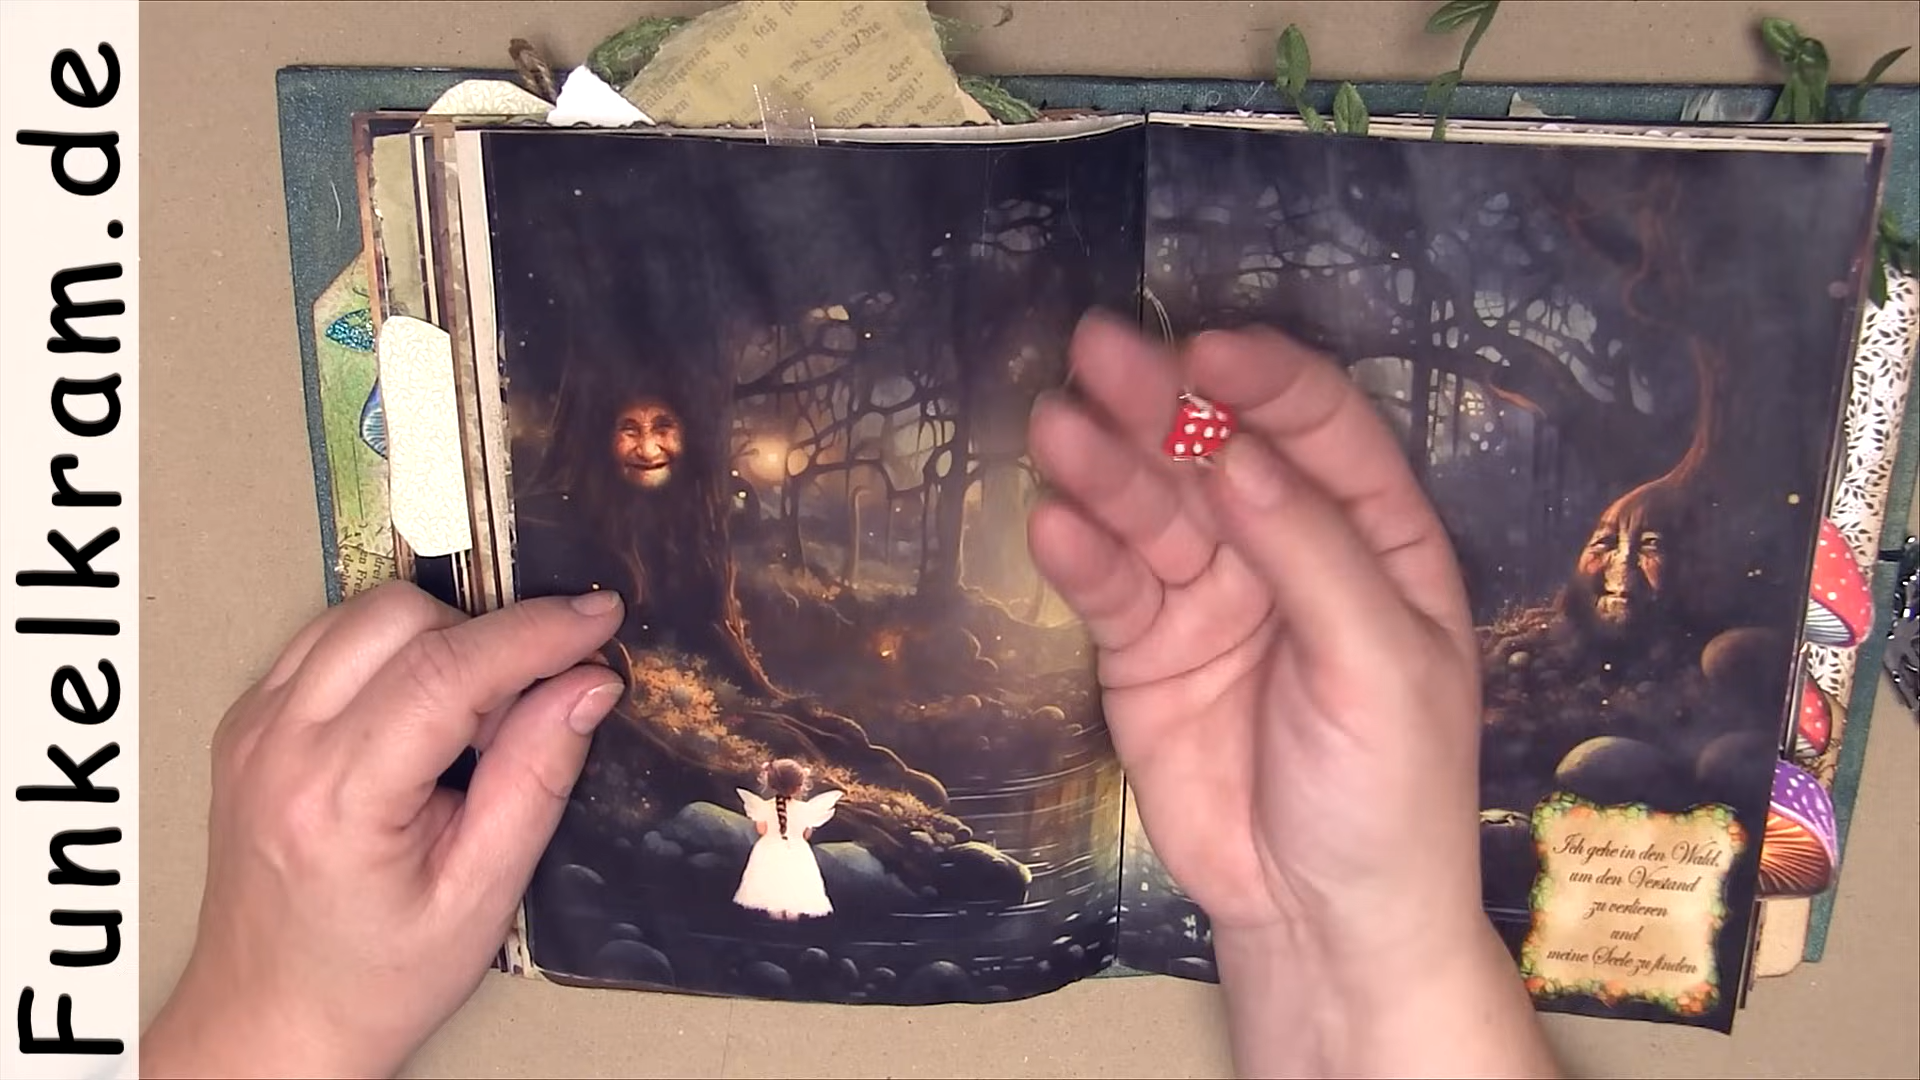 Funkelkram.de
Ich gehe in den Wald,
um den Verstand
zu verlieren
und
meine Seele zu finden